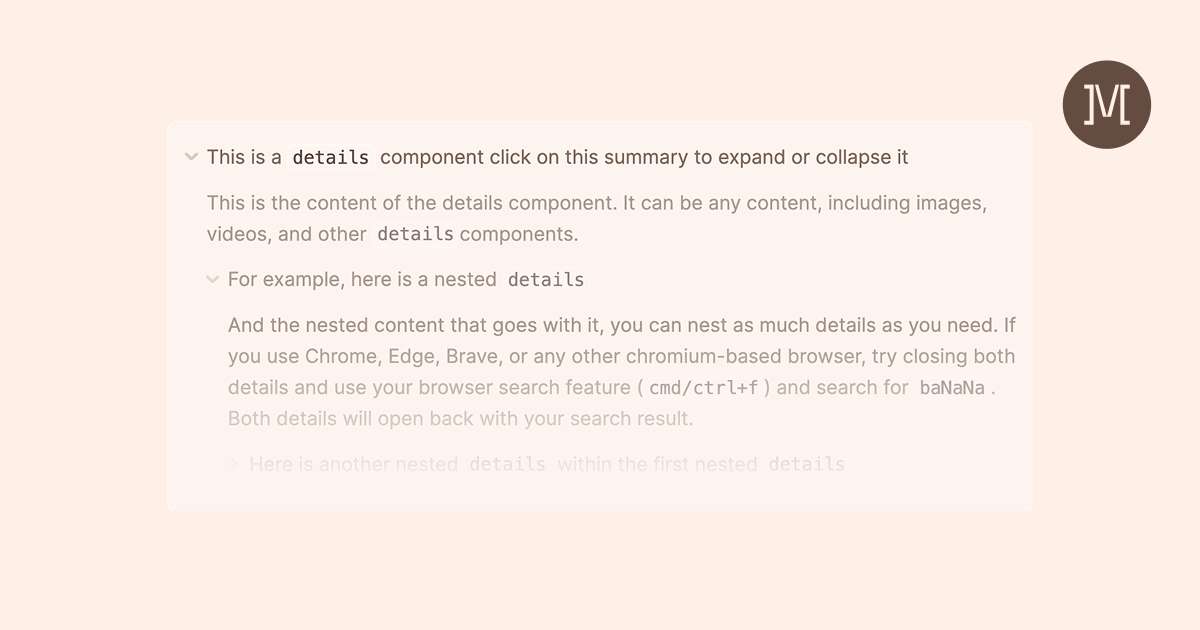 This is a details component click on this summary to expand or collapse it
This is the content of the details component. It can be any content, including images,
videos, and other details components.
For example, here is a nested details
And the nested content that goes with it, you can nest as much details as you need. If
you use Chrome, Edge, Brave, or any other chromium-based browser, try closing both
details and use your browser search feature ( cmd/ctrl+f ) and search for baNaNa .
Both details will open back with your search result.
Here is another nested details within the first nested details
]V[